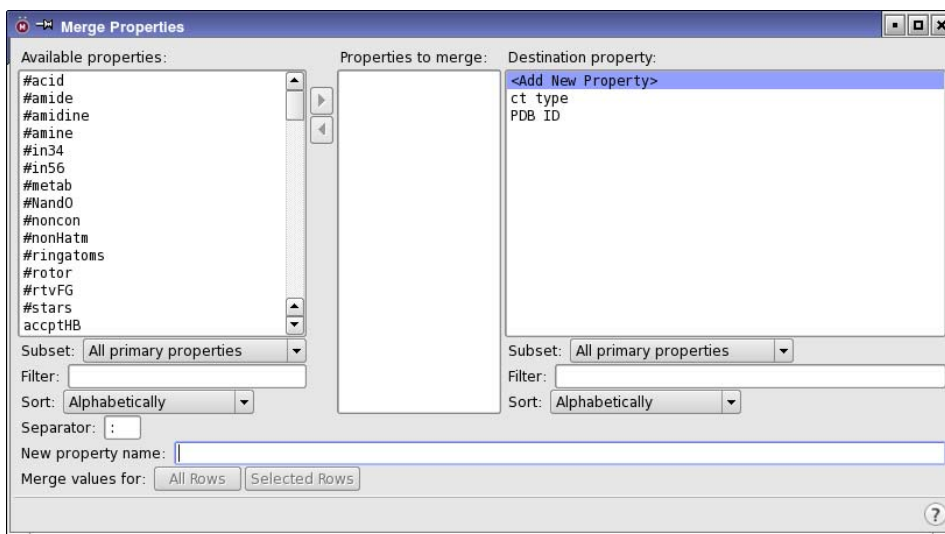 Merge Properties
Available properties:
Properties to merge:
Destination property:
#acid
#amide
#amidine
#amine
#in34
#in56
#metab
#NandO
#noncon
#nonHatm
#ringatoms
#rotor
#rtvFG
#stars
accptHB
<Add New Property>
ct type
PDB ID
Subset: All primary properties
Filter:
Sort: Alphabetically
Subset: All primary properties
Filter:
Sort: Alphabetically
Separator: :
New property name:
Merge values for: All Rows Selected Rows
?